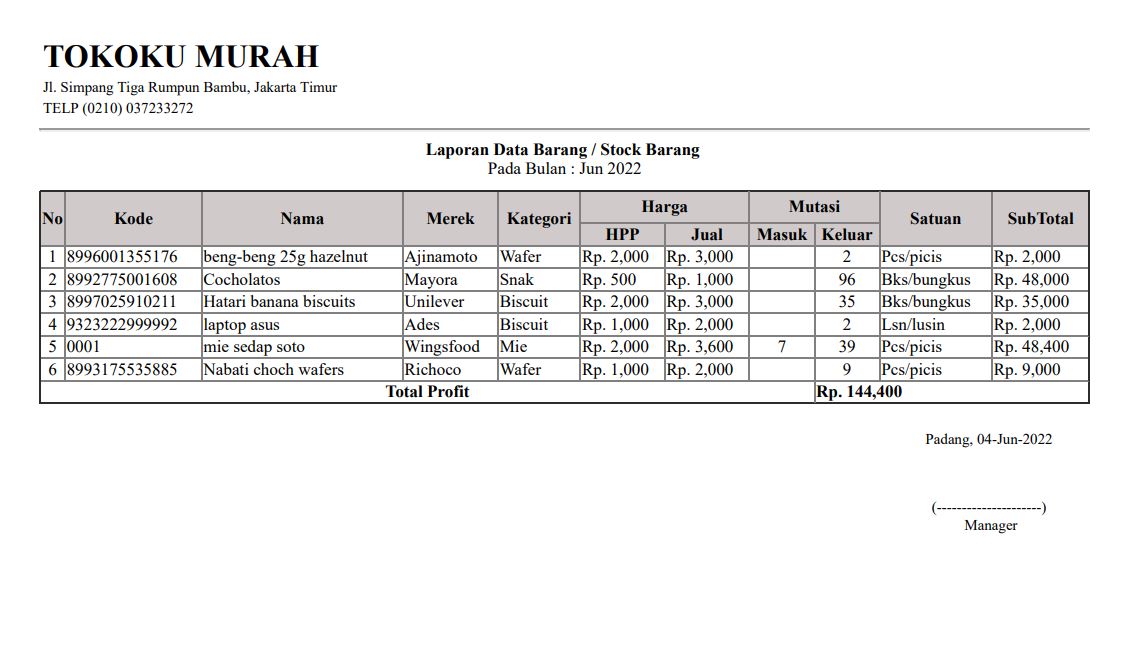 TOKOKU MURAH
Jl. Simpang Tiga Rumpun Bambu, Jakarta Timur
TELP (0210) 037233272
Laporan Data Barang / Stock Barang
Pada Bulan : Jun 2022
No Kode Nama Merek Kategori Harga Mutasi Satuan SubTotal
HPP Jual Masuk Keluar
1 8996001355176 beng-beng 25g hazelnut Ajinamoto Wafer Rp. 2,000 Rp. 3,000 2 Pcs/picis Rp. 2,000
2 8992775001608 Cocholatos Mayora Snak Rp. 500 Rp. 1,000 96 Bks/bungkus Rp. 48,000
3 8997025910211 Hatari banana biscuits Unilever Biscuit Rp. 2,000 Rp. 3,000 35 Bks/bungkus Rp. 35,000
4 9323222999992 laptop asus Ades Biscuit Rp. 1,000 Rp. 2,000 2 Lsn/lusin Rp. 2,000
5 0001 mie sedap soto Wingsfood Mie Rp. 2,000 Rp. 3,600 7 39 Pcs/picis Rp. 48,400
6 8993175535885 Nabati choch wafers Richoco Wafer Rp. 1,000 Rp. 2,000 9 Pcs/picis Rp. 9,000
Total Profit Rp. 144,400
Padang, 04-Jun-2022
(---------------------)
Manager